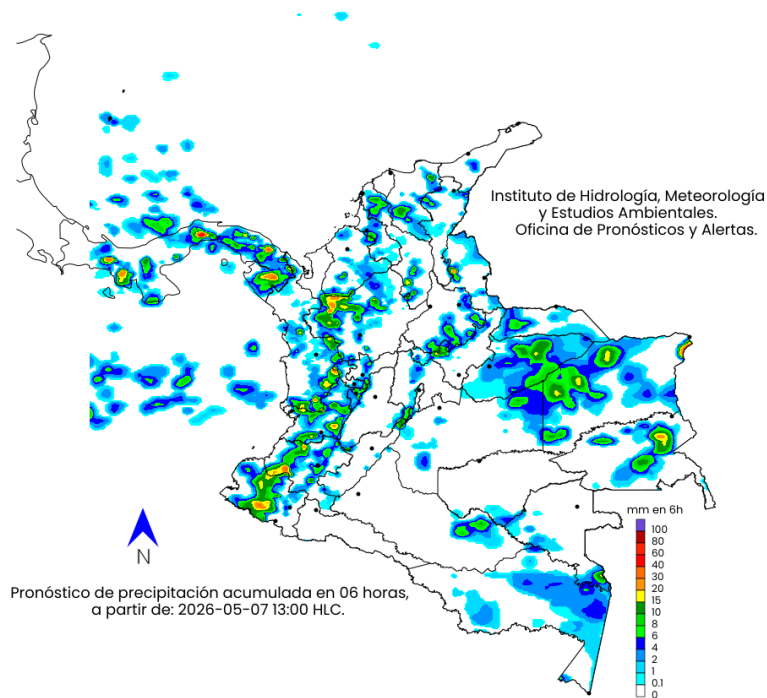 Instituto de Hidrología, Meteorología
y Estudios Ambientales.
Oficina de Pronósticos y Alertas.
mm en 6h
100
80
60
40
30
20
15
10
8
6
4
2
1
0.1
0
N
Pronóstico de precipitación acumulada en 06 horas,
a partir de: 2026-05-07 13:00 HLC.